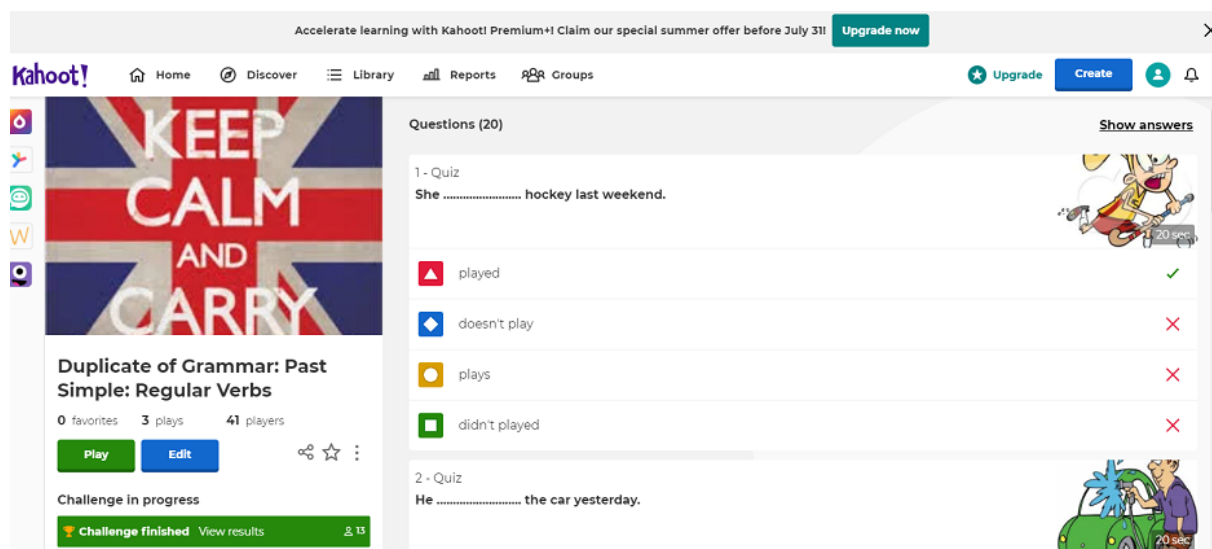 Accelerate learning with Kahoot! Premium+! Claim our special summer offer before July 31! Upgrade now
Kahoot! Home Discover Library Reports Groups Upgrade Create
KEEP
CALM
AND
CARRY
Duplicate of Grammar: Past
Simple: Regular Verbs
0 favorites 3 plays 41 players
Play Edit
Challenge in progress
Challenge finished View results 13
Questions (20) Show answers
1 - Quiz
She ........................ hockey last weekend.
20 sec
played
doesn't play
plays
didn't played
2 - Quiz
He .......................... the car yesterday.
20 sec